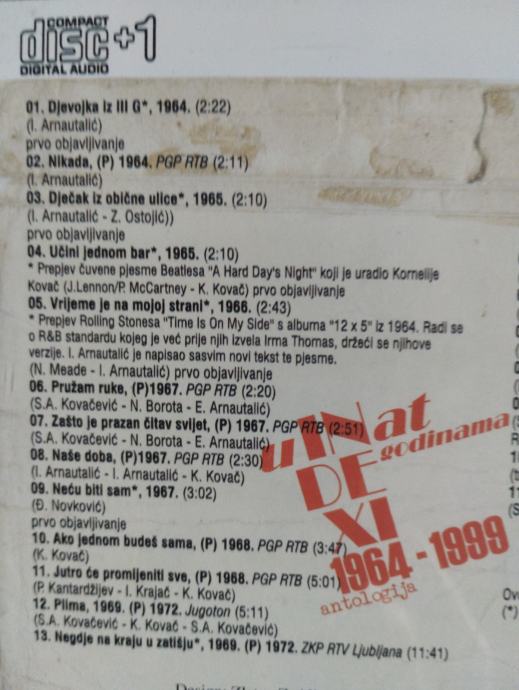 COMPACT
disc +1
DIGITAL AUDIO
01. Djevojka iz III G*, 1964. (2:22)
(I. Arnautalić)
prvo objavljivanje
02. Nikada, (P) 1964. PGP RTB (2:11)
(I. Arnautalić)
03. Dječak iz obične ulice*, 1965. (2:10)
(I. Arnautalić - Z. Ostojić))
prvo objavljivanje
04. Učini jednom bar*, 1965. (2:10)
* Prepjev čuvene pjesme Beatlesa "A Hard Day's Night" koji je uradio Kornelije
Kovač (J.Lennon/P. McCartney - K. Kovač) prvo objavljivanje
05. Vrijeme je na mojoj strani*, 1966. (2:43)
* Prepjev Rolling Stonesa "Time Is On My Side" s albuma "12 x 5" iz 1964. Radi se
o R&B standardu kojeg je već prije njih izvela Irma Thomas, držeći se njihove
verzije. I. Arnautalić je napisao sasvim novi tekst te pjesme.
(N. Meade - I. Arnautalić) prvo objavljivanje
06. Pružam ruke, (P)1967. PGP RTB (2:20)
(S.A. Kovačević - N. Borota - E. Arnautalić)
07. Zašto je prazan čitav svijet, (P) 1967. PGP RTB (2:51)
(S.A. Kovačević - N. Borota - E. Arnautalić)
08. Naše doba, (P)1967. PGP RTB (2:30)
(I. Arnautalić - I. Arnautalić - K. Kovač)
09. Neću biti sam*, 1967. (3:02)
(Đ. Novković)
prvo objavljivanje
10. Ako jednom budeš sama, (P) 1968. PGP RTB (3:47)
(K. Kovač)
11. Jutro će promijeniti sve, (P) 1968. PGP RTB (5:01)
(P. Kantardžijev - I. Krajač - K. Kovač)
12. Plima, 1969. (P) 1972. Jugoton (5:11)
(S.A. Kovačević - K. Kovač - S.A. Kovačević)
13. Negdje na kraju u zatišju*, 1969. (P) 1972. ZKP RTV Ljubljana (11:41)
u INat
godinama
DE
XI
1964 - 1999
antologija
Ov
(*)